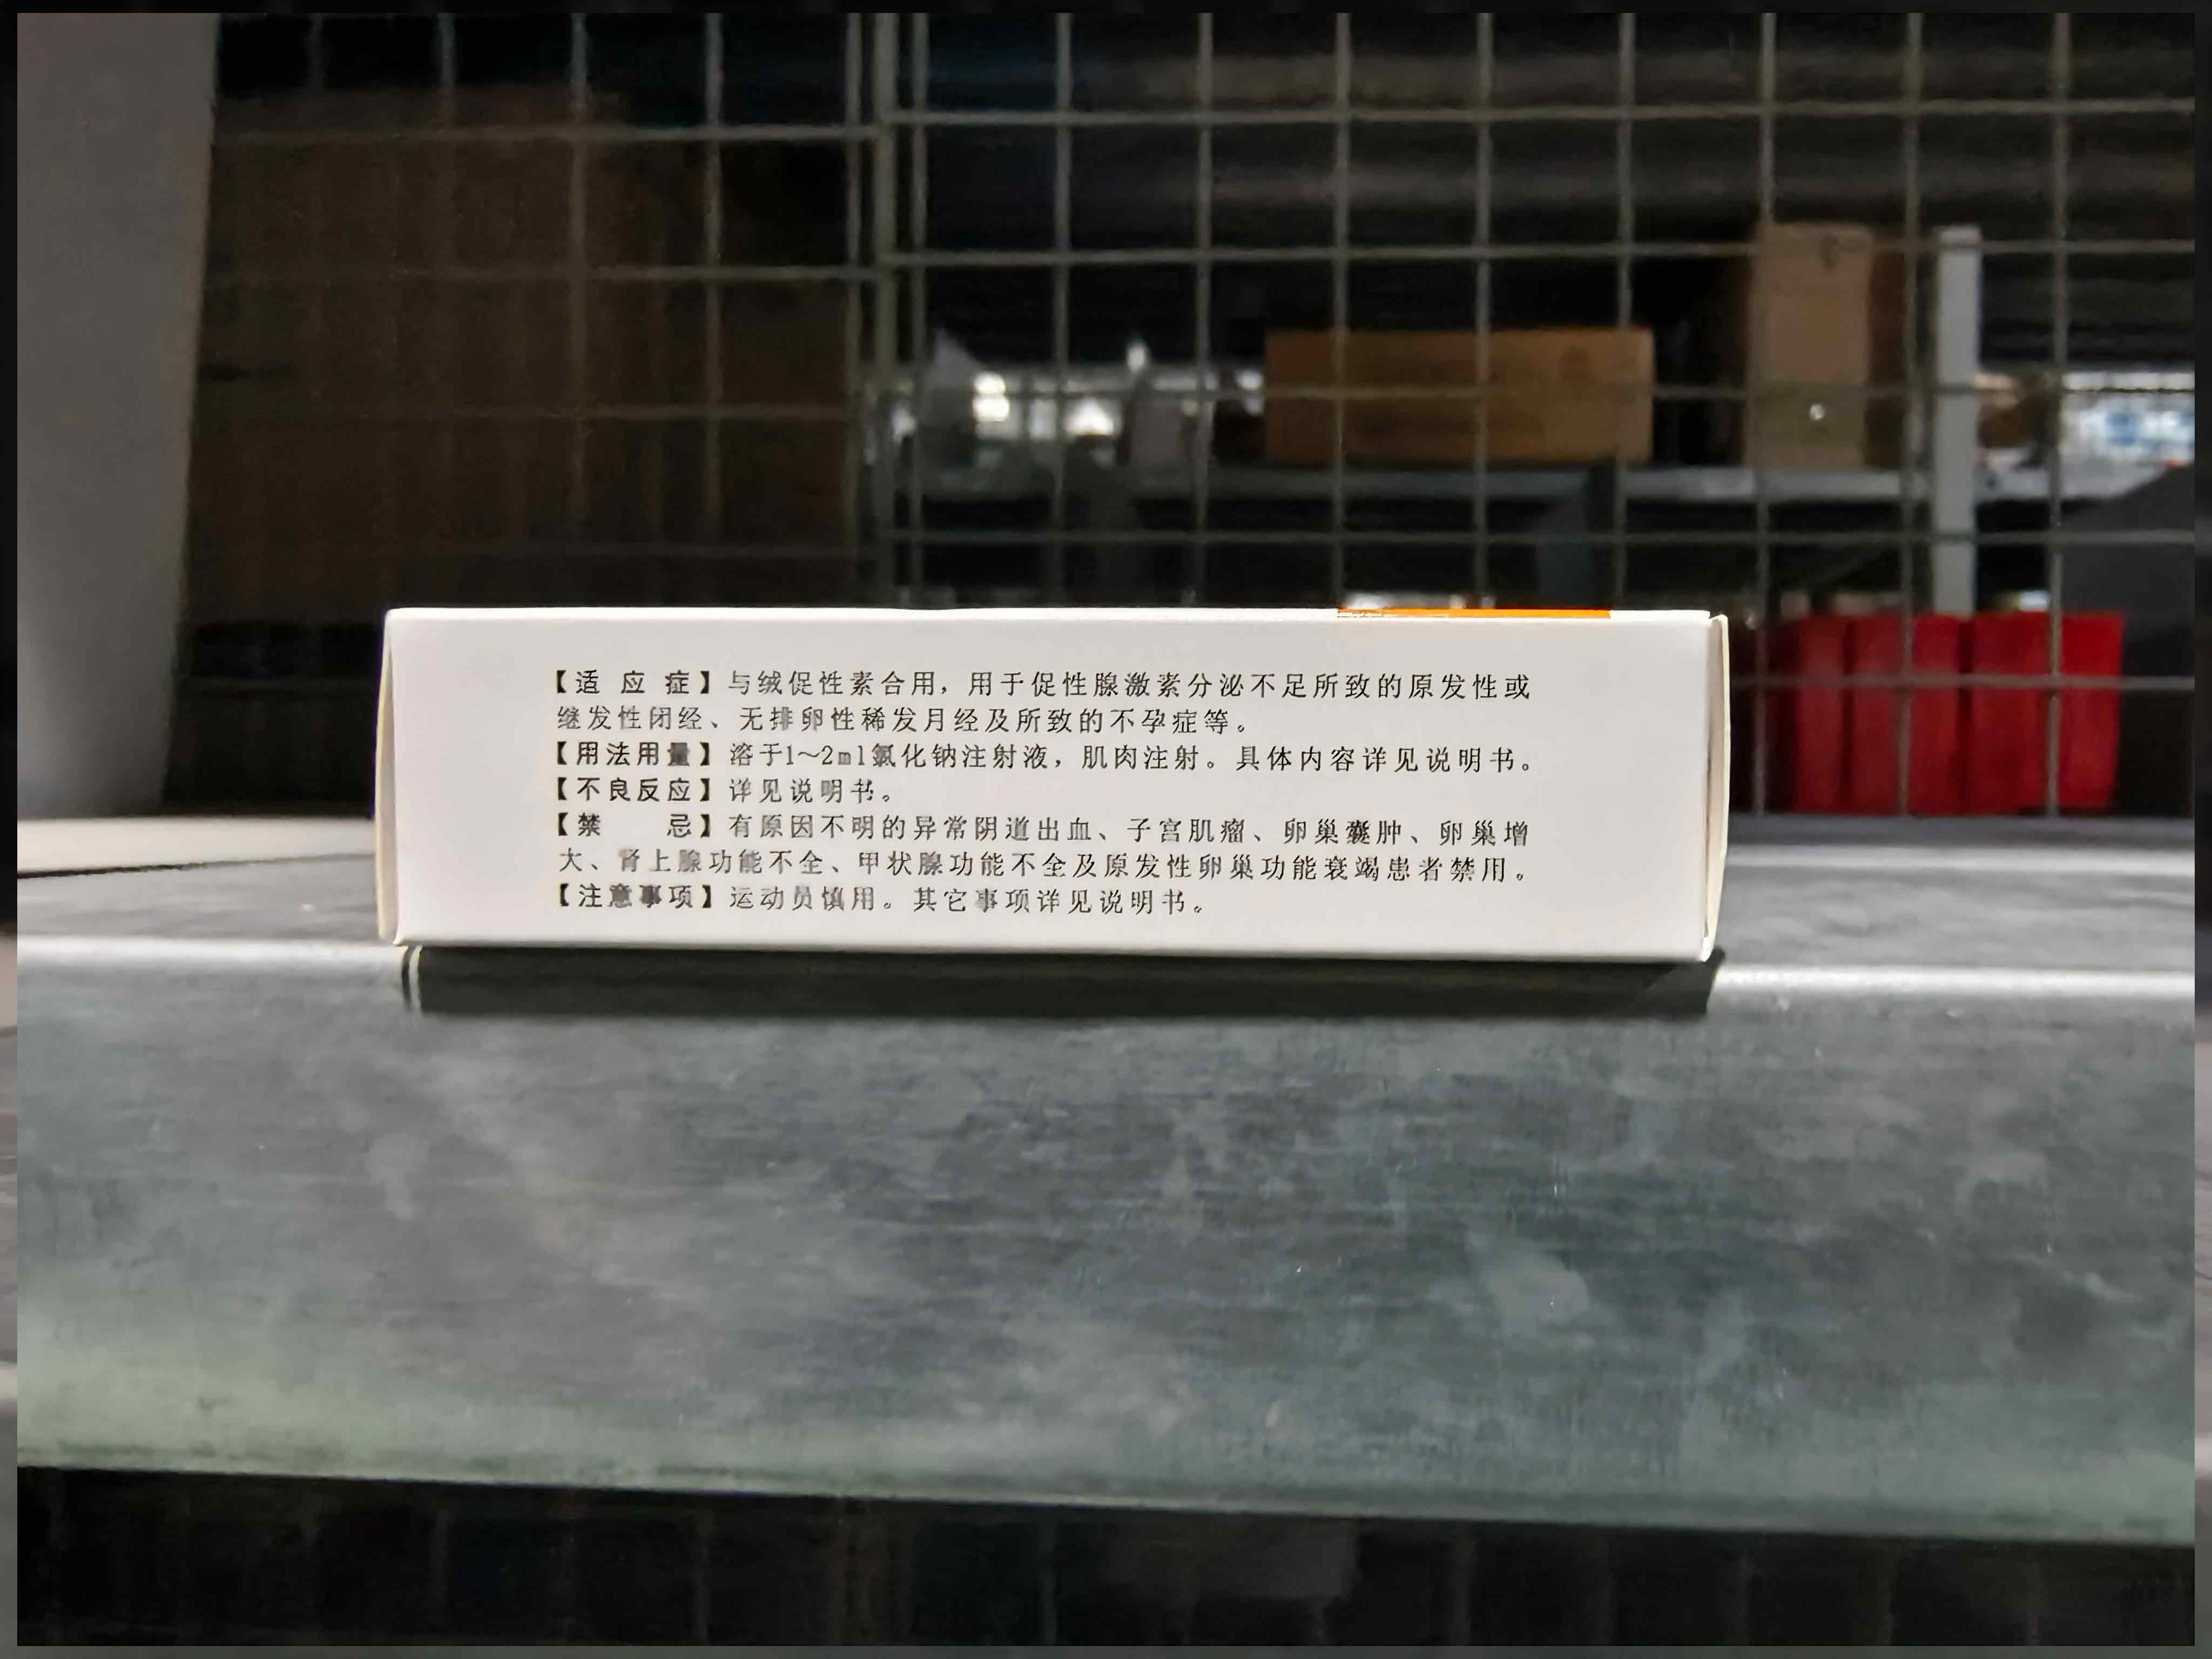 【适 应 症】与绒促性素合用，用于促性腺激素分泌不足所致的原发性或
继发性闭经、无排卵性稀发月经及所致的不孕症等。
【用法用量】溶于1～2ml氯化钠注射液，肌肉注射。具体内容详见说明书。
【不良反应】详见说明书。
【禁 忌】有原因不明的异常阴道出血、子宫肌瘤、卵巢囊肿、卵巢增
大、肾上腺功能不全、甲状腺功能不全及原发性卵巢功能衰竭患者禁用。
【注意事项】运动员慎用。其它事项详见说明书。